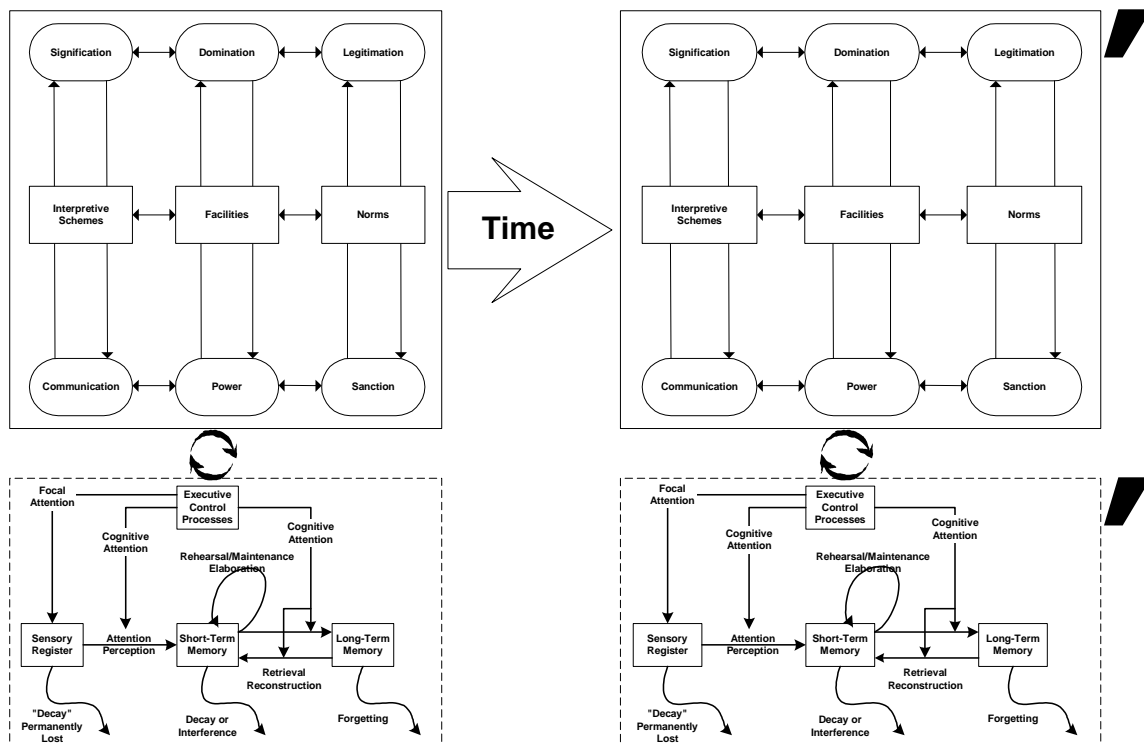 Signification
Domination
Legitimation
Interpretive
Schemes
Facilities
Norms
Communication
Power
Sanction
Time
Signification
Domination
Legitimation
Interpretive
Schemes
Facilities
Norms
Communication
Power
Sanction
Focal
Attention
Executive
Control
Processes
Cognitive
Attention
Cognitive
Attention
Rehearsal/Maintenance
Elaboration
Sensory
Register
Attention
Perception
Short-Term
Memory
Long-Term
Memory
Retrieval
Reconstruction
"Decay"
Permanently
Lost
Decay or
Interference
Forgetting
Focal
Attention
Executive
Control
Processes
Cognitive
Attention
Cognitive
Attention
Rehearsal/Maintenance
Elaboration
Sensory
Register
Attention
Perception
Short-Term
Memory
Long-Term
Memory
Retrieval
Reconstruction
"Decay"
Permanently
Lost
Decay or
Interference
Forgetting